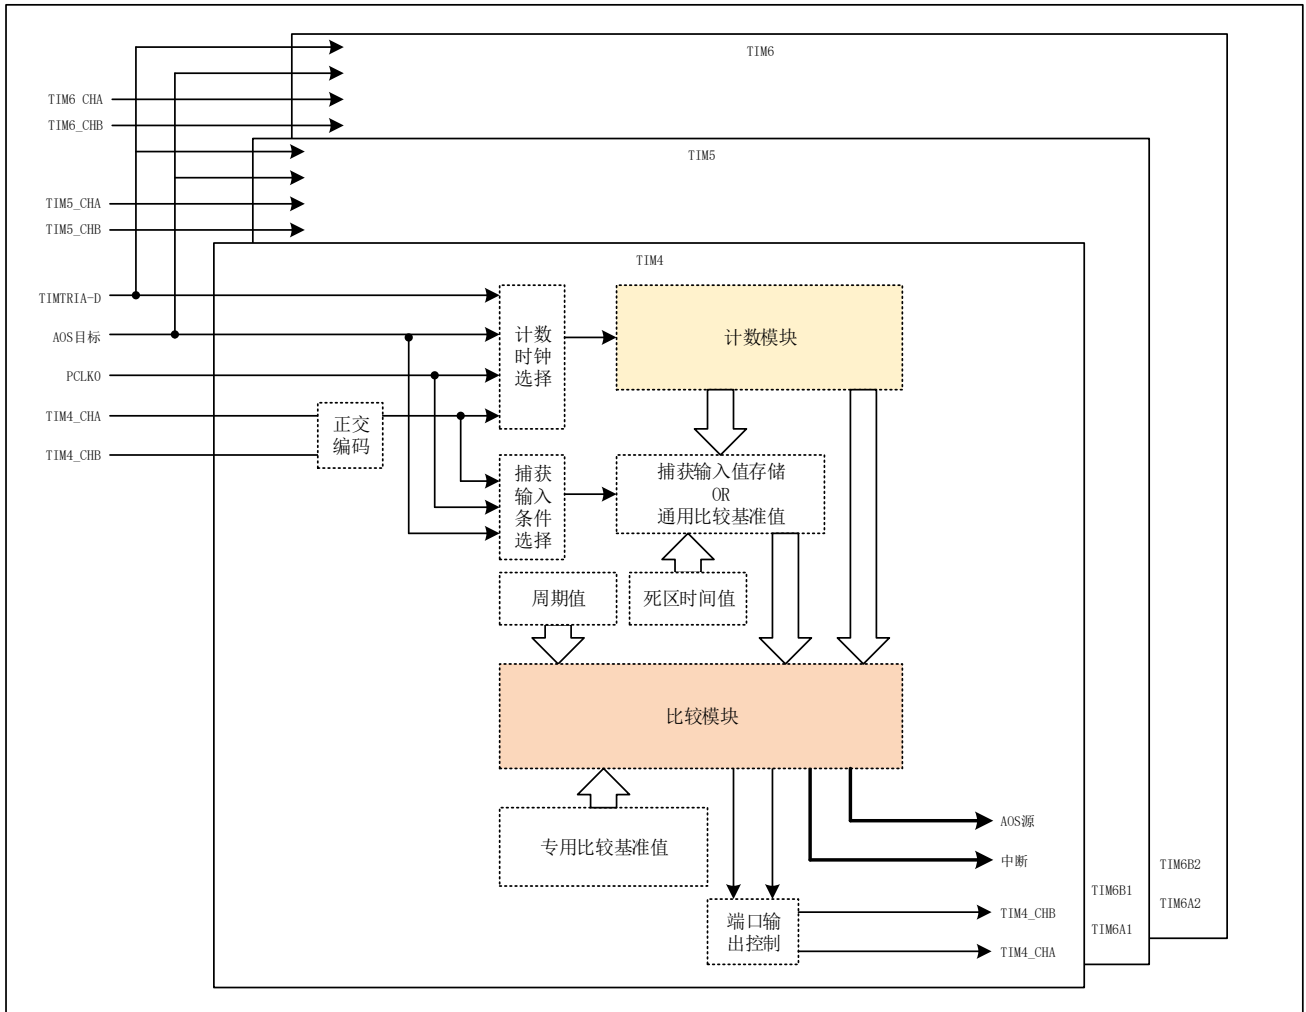 TIM6
TIM6 CHA
TIM6_CHB
TIM5
TIM5_CHA
TIM5_CHB
TIM4
TIMTRIA-D
AOS目标
PCLK0
TIM4_CHA
TIM4_CHB
正交
编码
计数
时钟
选择
计数模块
捕获
输入
条件
选择
捕获输入值存储
OR
通用比较基准值
周期值
死区时间值
比较模块
专用比较基准值
端口输
出控制
AOS源
中断
TIM4_CHB
TIM4_CHA
TIM6B1
TIM6A1
TIM6B2
TIM6A2